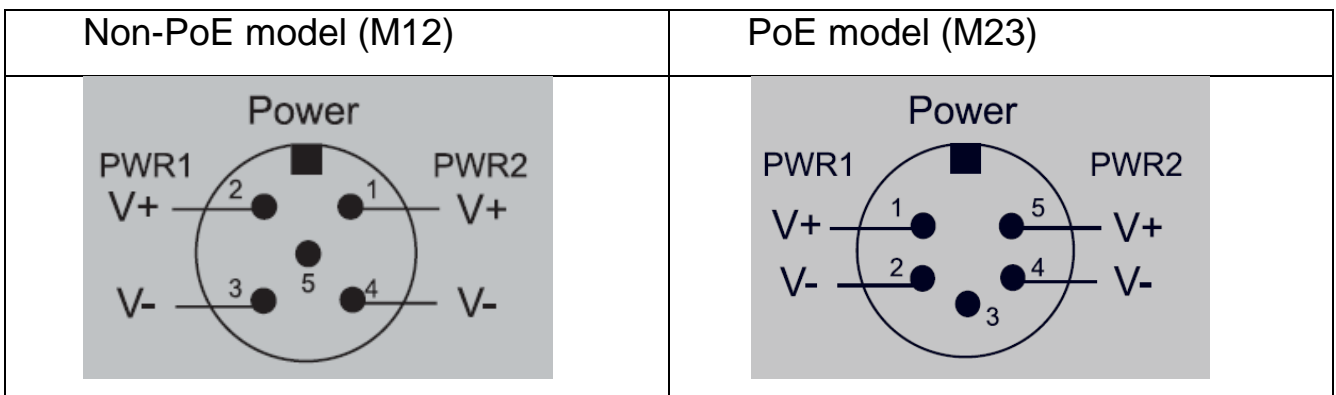 Non-PoE model (M12)
PoE model (M23)
Power
PWR1
PWR2
V+
2
1
V+
5
V-
3
4
V-
Power
PWR1
PWR2
V+
1
5
V+
V-
2
4
V-
3